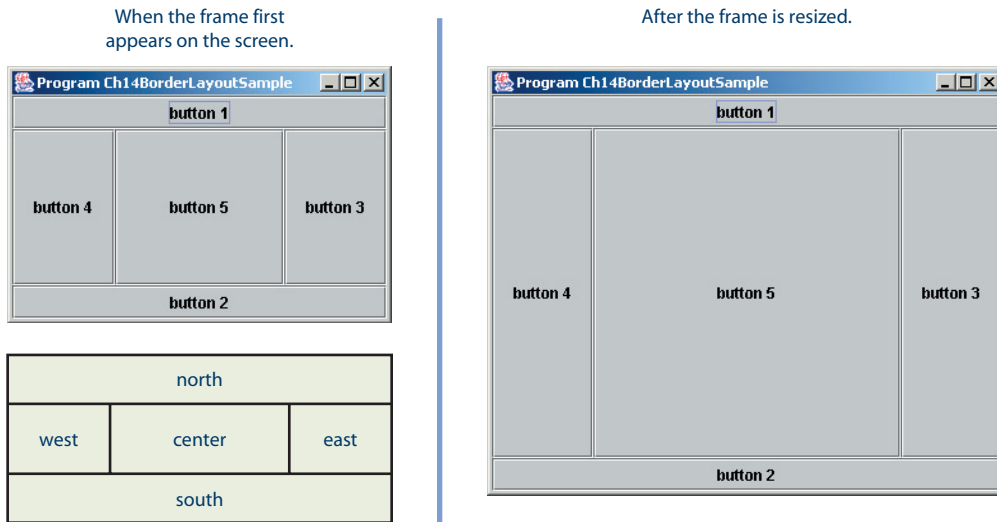 When the frame first
appears on the screen.
Program Ch14BorderLayoutSample
button 1
button 4
button 5
button 3
button 2
north
west
center
east
south
After the frame is resized.
Program Ch14BorderLayoutSample
button 1
button 4
button 5
button 3
button 2